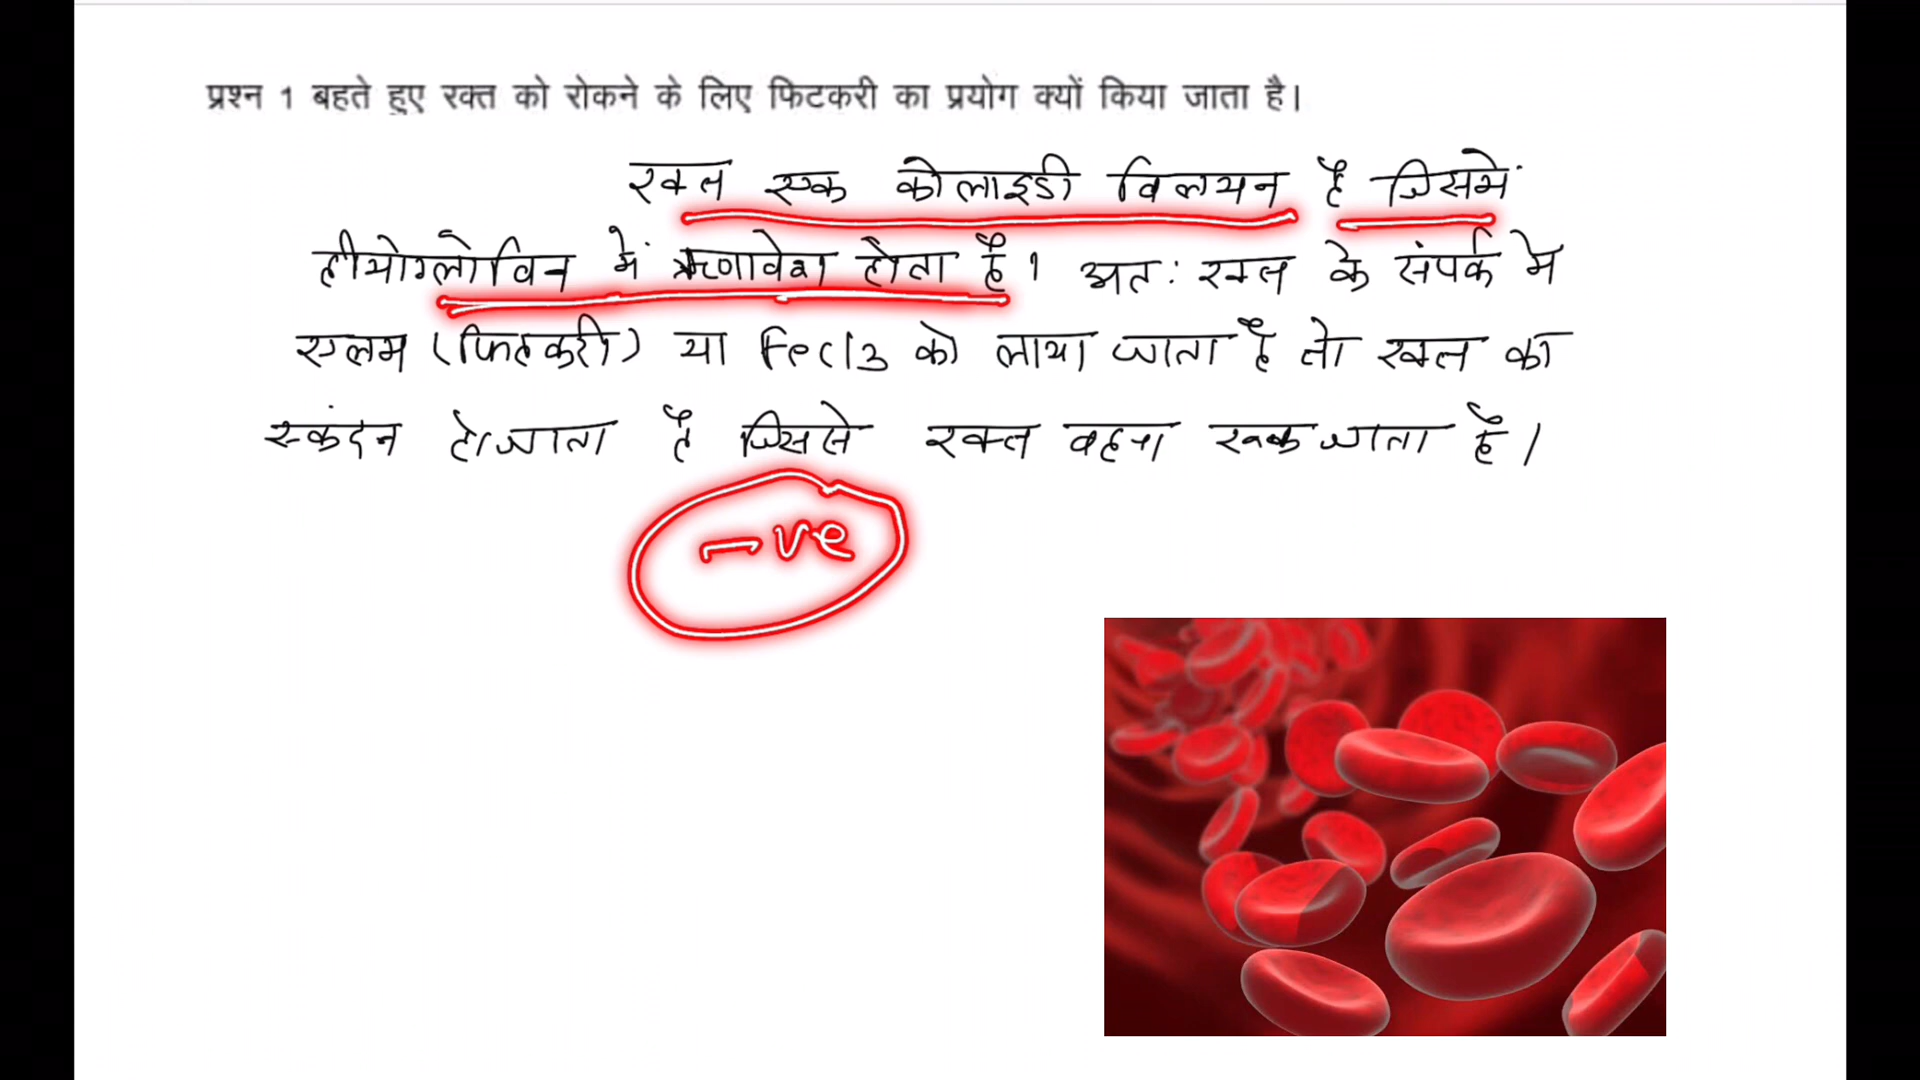 प्रश्न 1 बहते हुए रक्त को रोकने के लिए फिटकरी का प्रयोग क्यों किया जाता है।
रक्त एक कोलाइडी विलयन है जिसमें
हीमोग्लोविन में ऋणावेश होता है। अत: रक्त के संपर्क मे
एलम (फिटकरी) या FeCl3 को लाया जाता है तो रक्त का
स्कंदन हो जाता है जिससे रक्त बहना रूक जाता है।
-ve